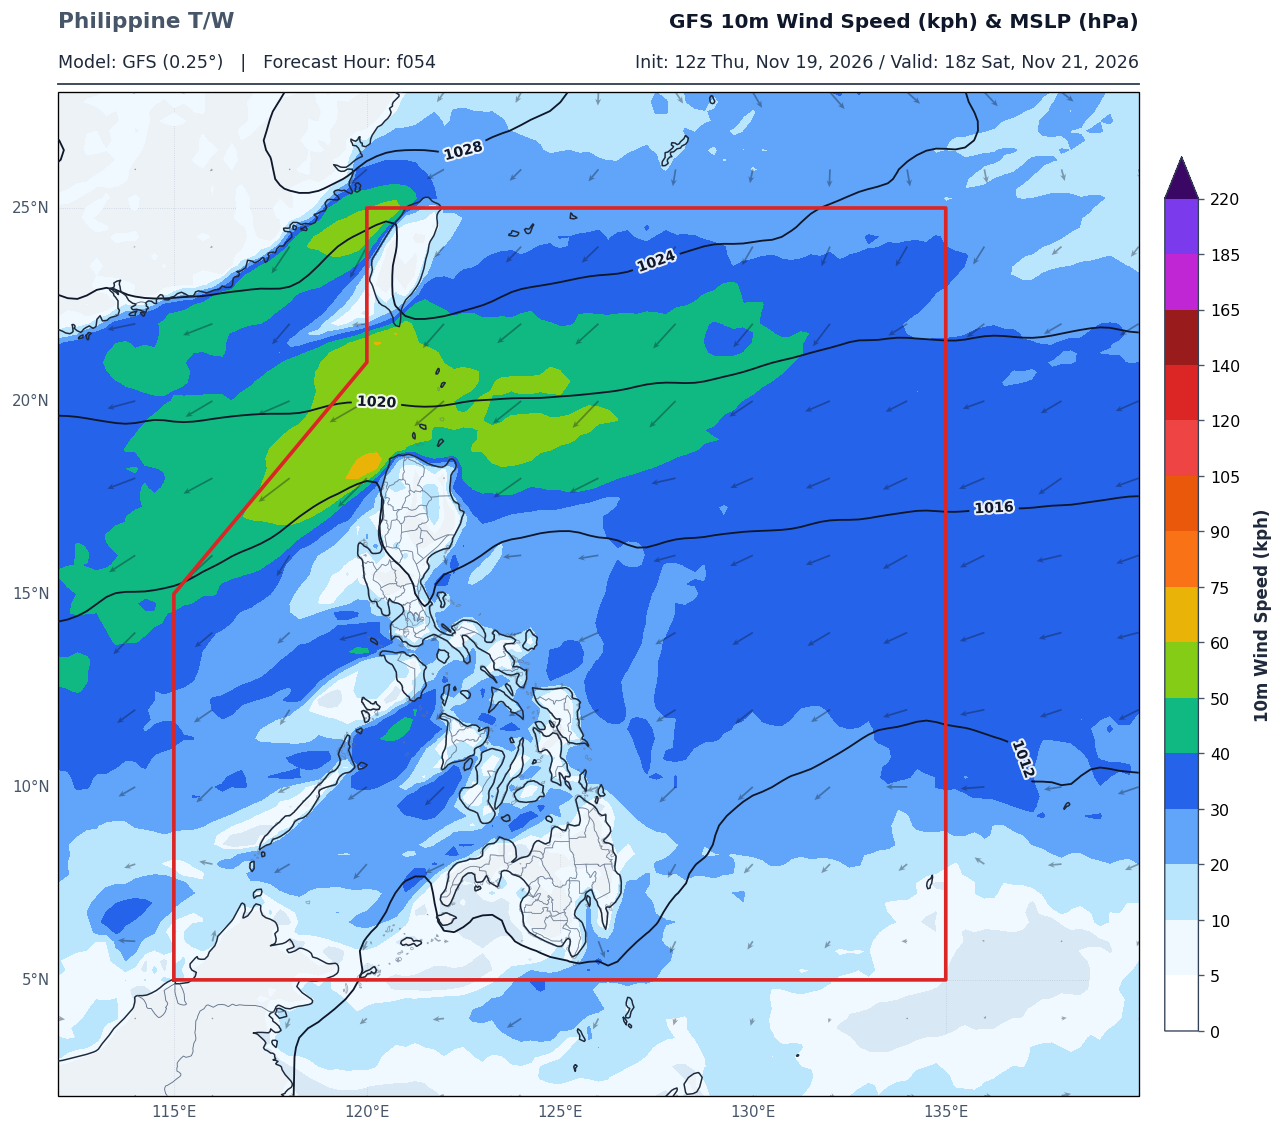 Philippine T/W
GFS 10m Wind Speed (kph) & MSLP (hPa)
Model: GFS (0.25°) | Forecast Hour: f054
Init: 12z Thu, Nov 19, 2026 / Valid: 18z Sat, Nov 21, 2026
1028
1024
1020
1016
1012
25°N
20°N
15°N
10°N
5°N
115°E
120°E
125°E
130°E
135°E
220
185
165
140
120
105
90
75
60
50
40
30
20
10
5
0
10m Wind Speed (kph)